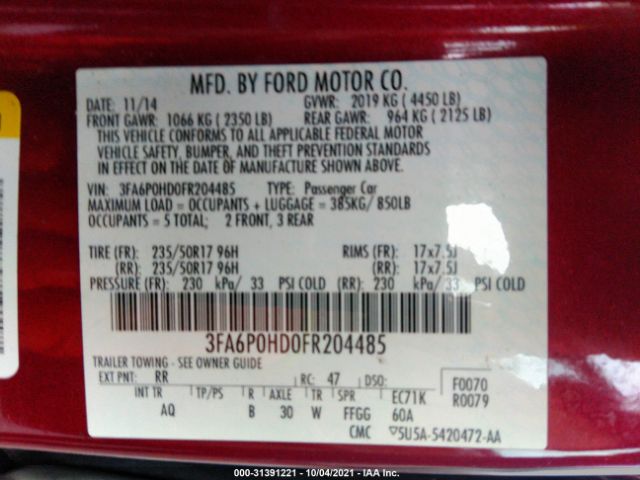 MFD. BY FORD MOTOR CO.
DATE: 11/14 GVWR: 2019 KG ( 4450 LB)
FRONT GAWR: 1066 KG ( 2350 LB) REAR GAWR: 964 KG ( 2125 LB)
THIS VEHICLE CONFORMS TO ALL APPLICABLE FEDERAL MOTOR
VEHICLE SAFETY, BUMPER, AND THEFT PREVENTION STANDARDS
IN EFFECT ON THE DATE OF MANUFACTURE SHOWN ABOVE.
VIN: 3FA6P0HD0FR204485 TYPE: Passenger Car
MAXIMUM LOAD = OCCUPANTS + LUGGAGE = 385KG/ 850LB
OCCUPANTS = 5 TOTAL; 2 FRONT, 3 REAR
TIRE (FR): 235/50R17 96H RIMS (FR): 17x7.5J
(RR): 235/50R17 96H (RR): 17x7.5J
PRESSURE (FR): 230 kPa/ 33 PSI COLD (RR): 230 kPa/ 33 PSI COLD
3FA6P0HD0FR204485
TRAILER TOWING - SEE OWNER GUIDE
EXT PNT: RR RC: 47 DSO: F0070
INT TR TP/PS R AXLE TR SPR EC71K R0079
AQ B 30 W FFGG 60A
CMC ▽5U5A-5420472-AA
000-31391221 - 10/04/2021 - IAA Inc.